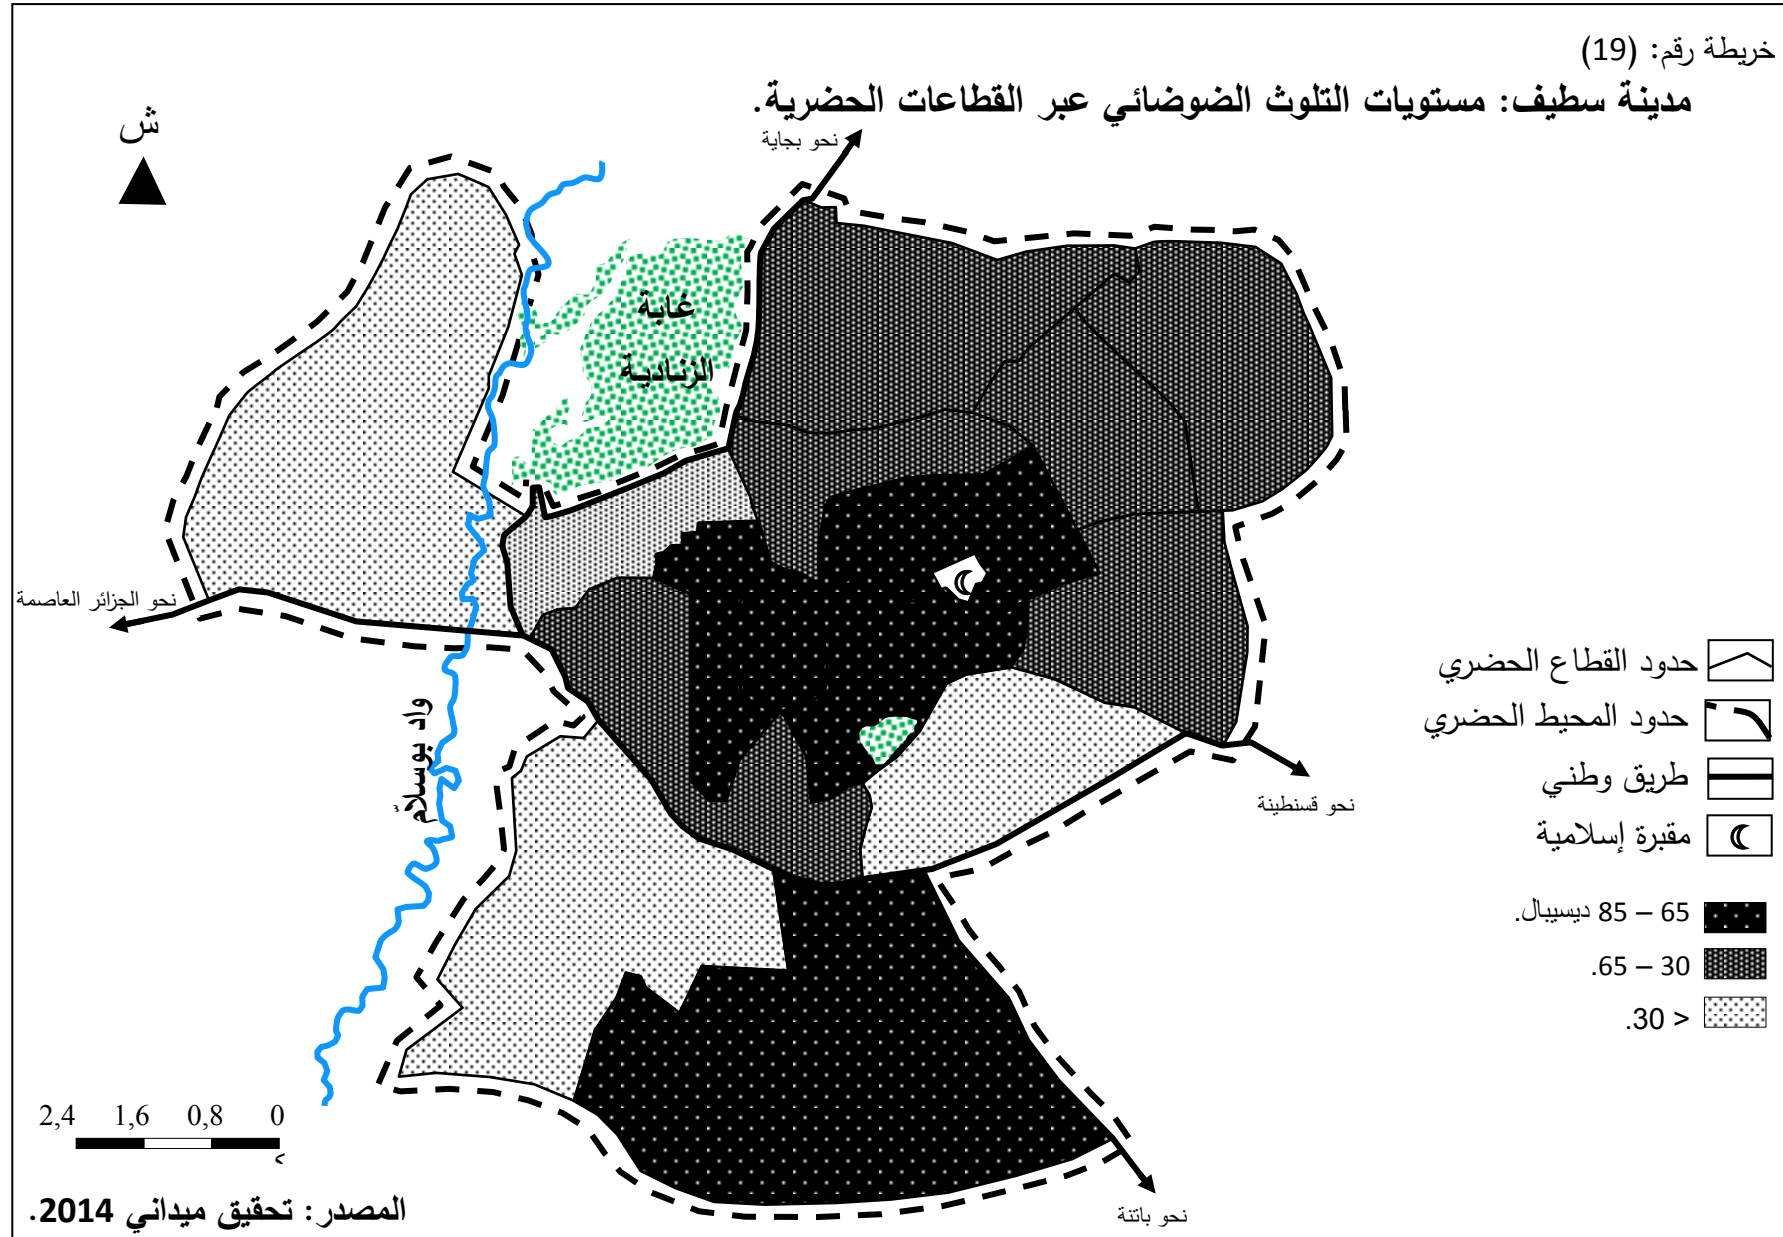 خريطة رقم: (19)
مدينة سطيف: مستويات التلوث الضوضائي عبر القطاعات الحضرية.
ش
نحو بجاية
غابة
الزنادية
نحو الجزائر العاصمة
واد بوسلام
نحو قسنطينة
نحو باتنة
حدود القطاع الحضري
حدود المحيط الحضري
طريق وطني
مقبرة إسلامية
65 – 85 ديسيبال.
30 – 65.
< 30.
2,4 1,6 0,8 0
المصدر: تحقيق ميداني 2014.